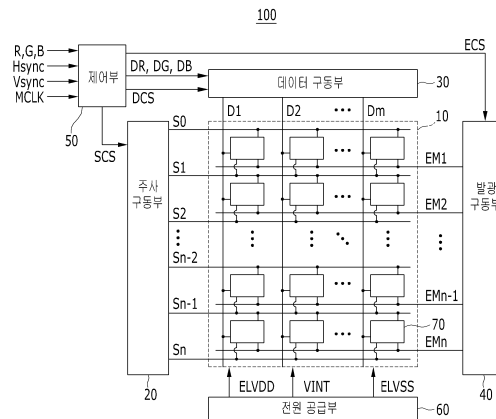 100
R,G,B
Hsync
Vsync
MCLK
제어부
50
DR, DG, DB
DCS
ECS
데이터 구동부
30
SCS
D1 D2 Dm
10
주사
구동부
20
S0
S1
S2
Sn-2
Sn-1
Sn
EM1
EM2
EMn-1
EMn
70
발광
구동부
40
ELVDD VINT ELVSS
전원 공급부
60